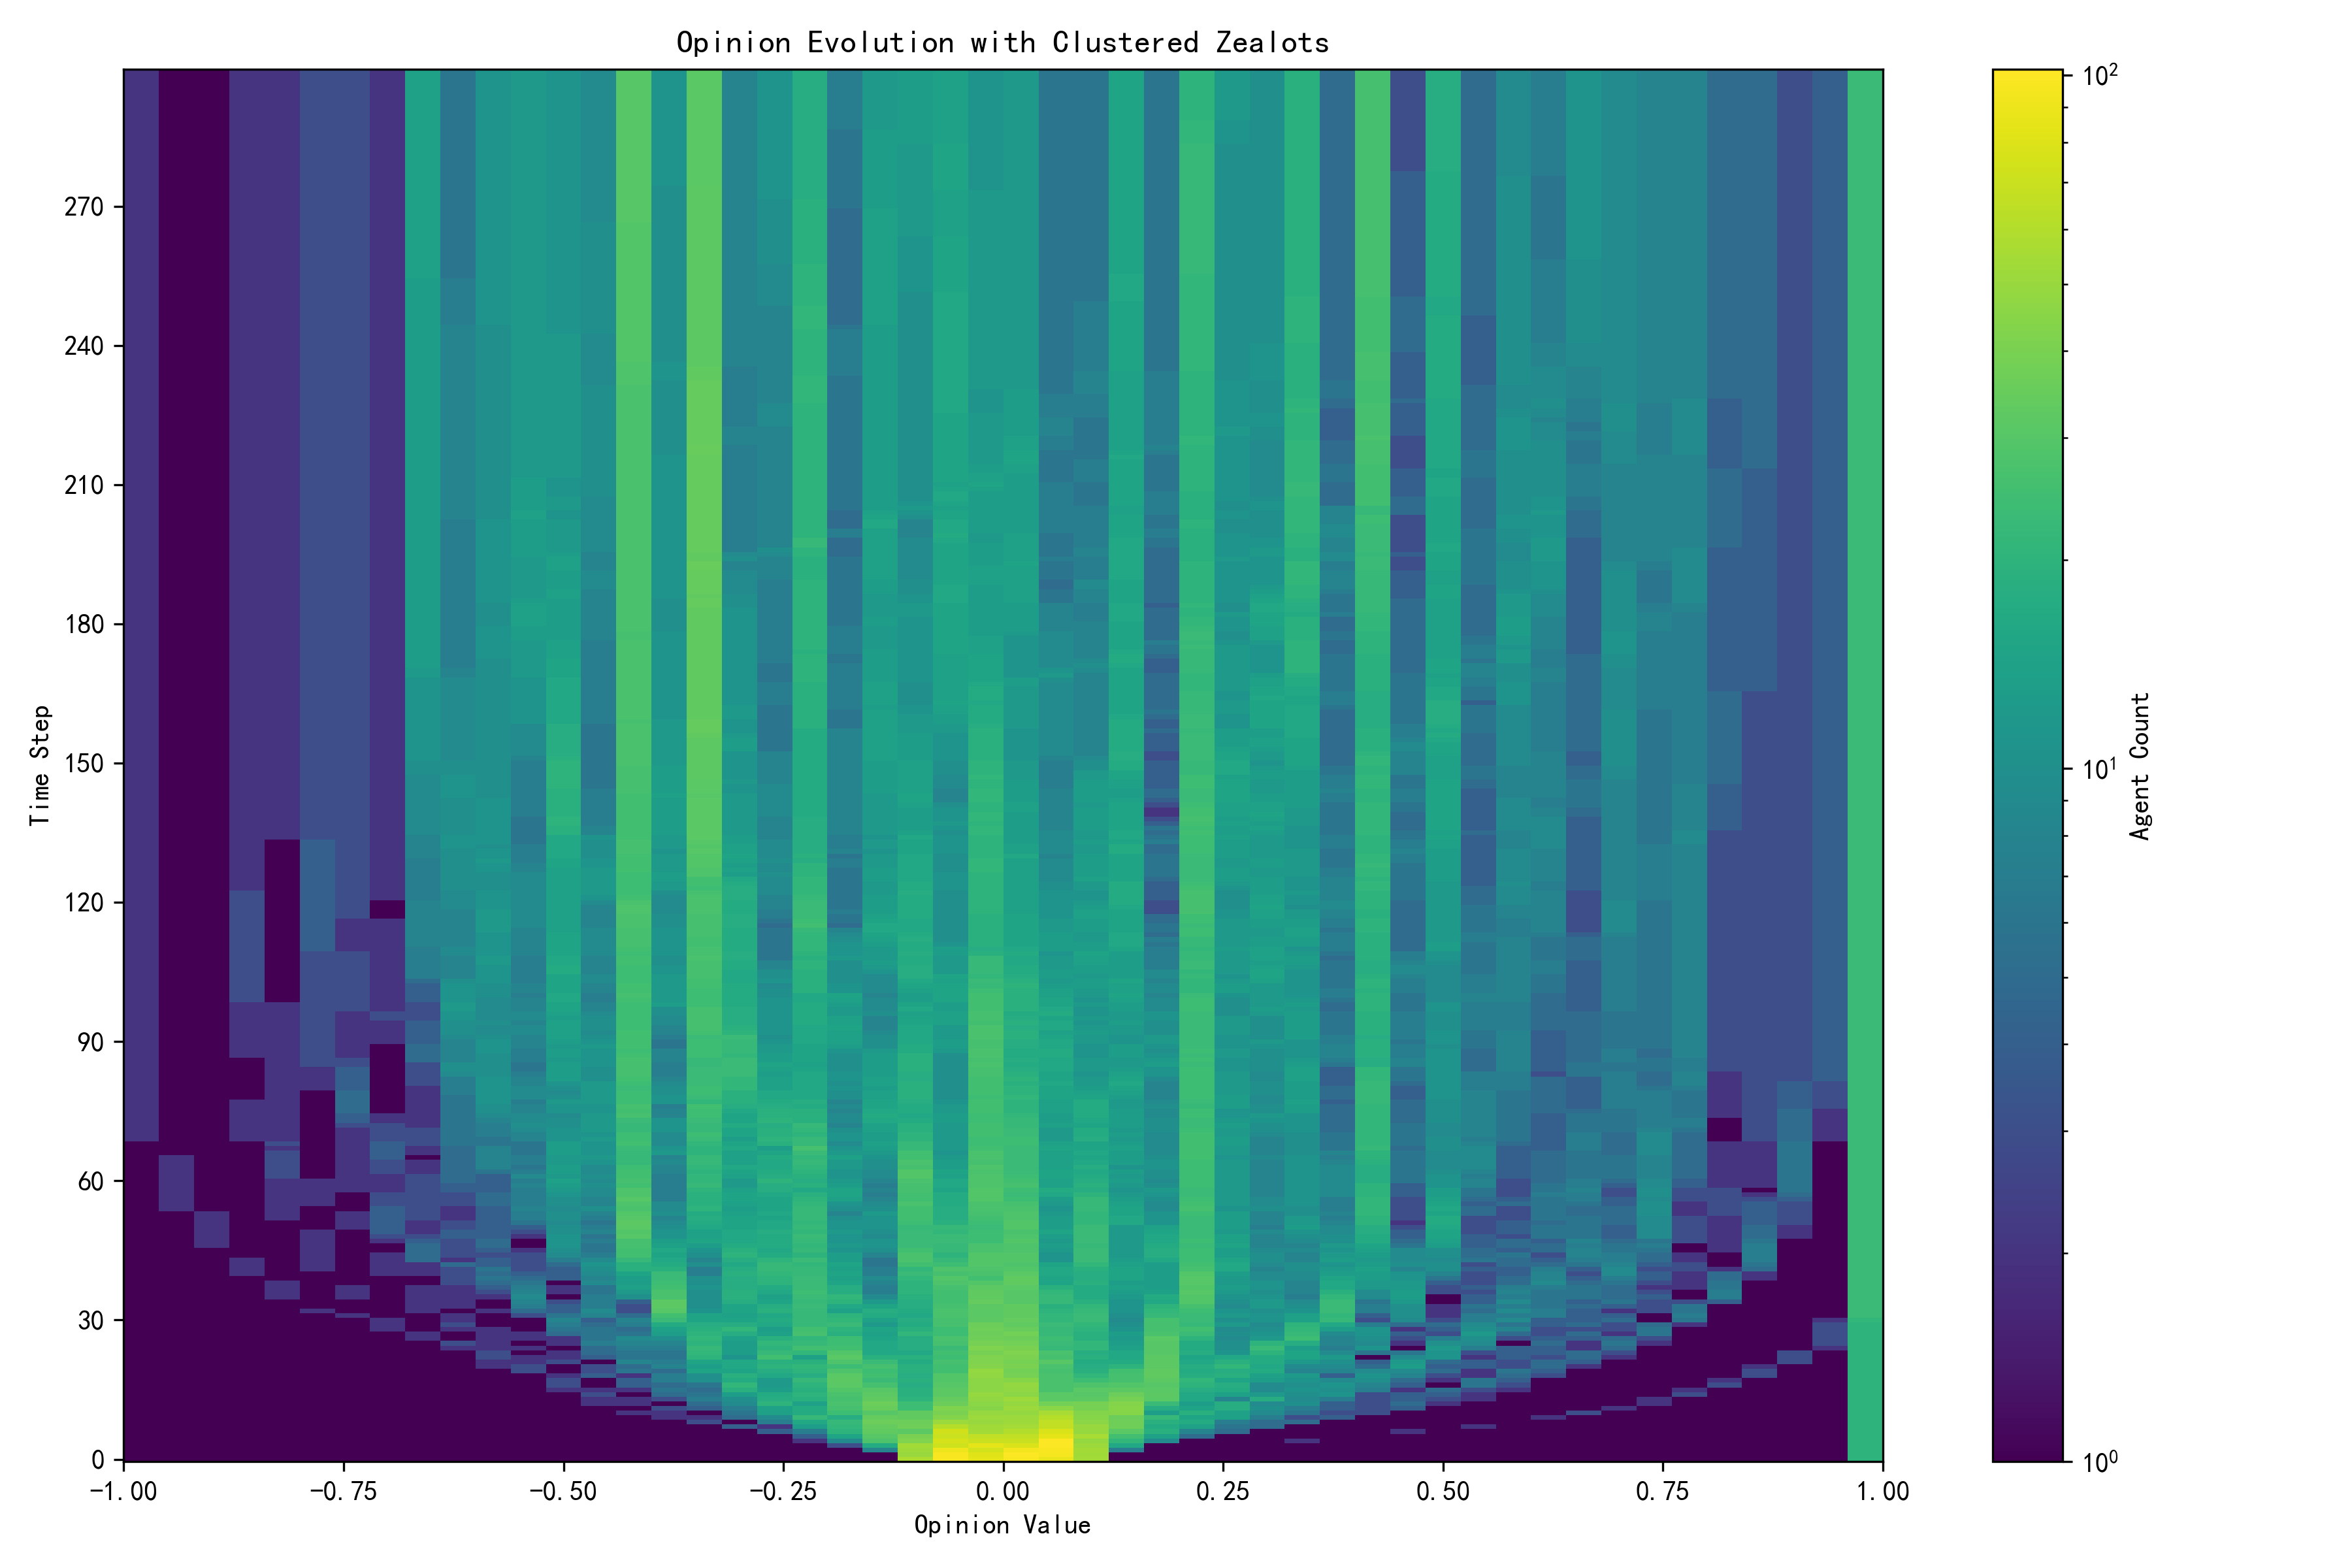 Opinion Evolution with Clustered Zealots
10²
270
240
210
180
150
10¹
Time Step
Agent Count
120
90
60
30
0
10⁰
-1.00 -0.75 -0.50 -0.25 0.00 0.25 0.50 0.75 1.00
Opinion Value